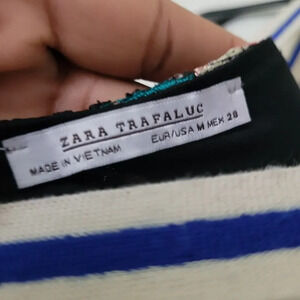 ZARA TRAFALUC
MADE IN VIETNAM EUR/USA M MEX 28